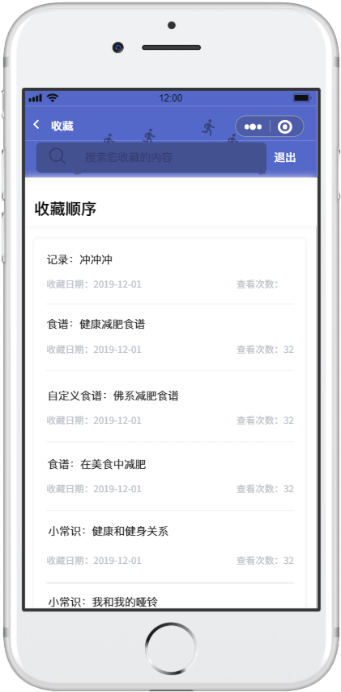 12:00
收藏
搜索您收藏的内容
退出
收藏顺序
记录：冲冲冲
收藏日期：2019-12-01 查看次数：
食谱：健康减肥食谱
收藏日期：2019-12-01 查看次数：32
自定义食谱：佛系减肥食谱
收藏日期：2019-12-01 查看次数：32
食谱：在美食中减肥
收藏日期：2019-12-01 查看次数：32
小常识：健康和健身关系
收藏日期：2019-12-01 查看次数：32
小常识：我和我的哑铃